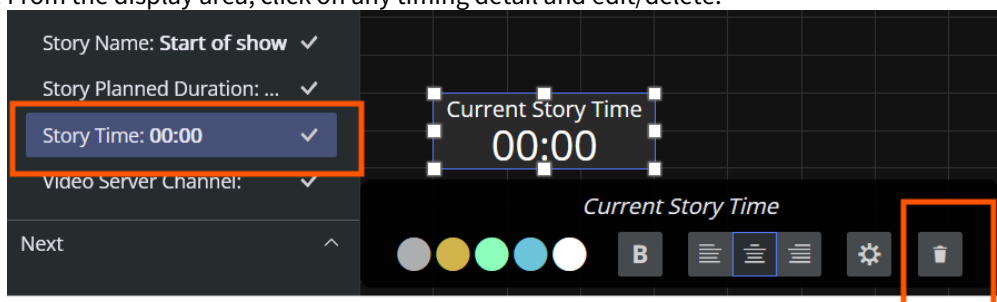 From the display area, click on any timing detail and edit/delete.
Story Name: Start of show
Story Planned Duration: ...
Story Time: 00:00
Video Server Channel:
Next
Current Story Time
00:00
Current Story Time
B